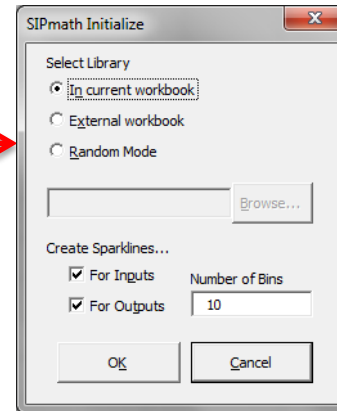 SIPmath Initialize
x
Select Library
In current workbook
External workbook
Random Mode
Browse...
Create Sparklines...
For Inputs
Number of Bins
For Outputs
10
OK
Cancel